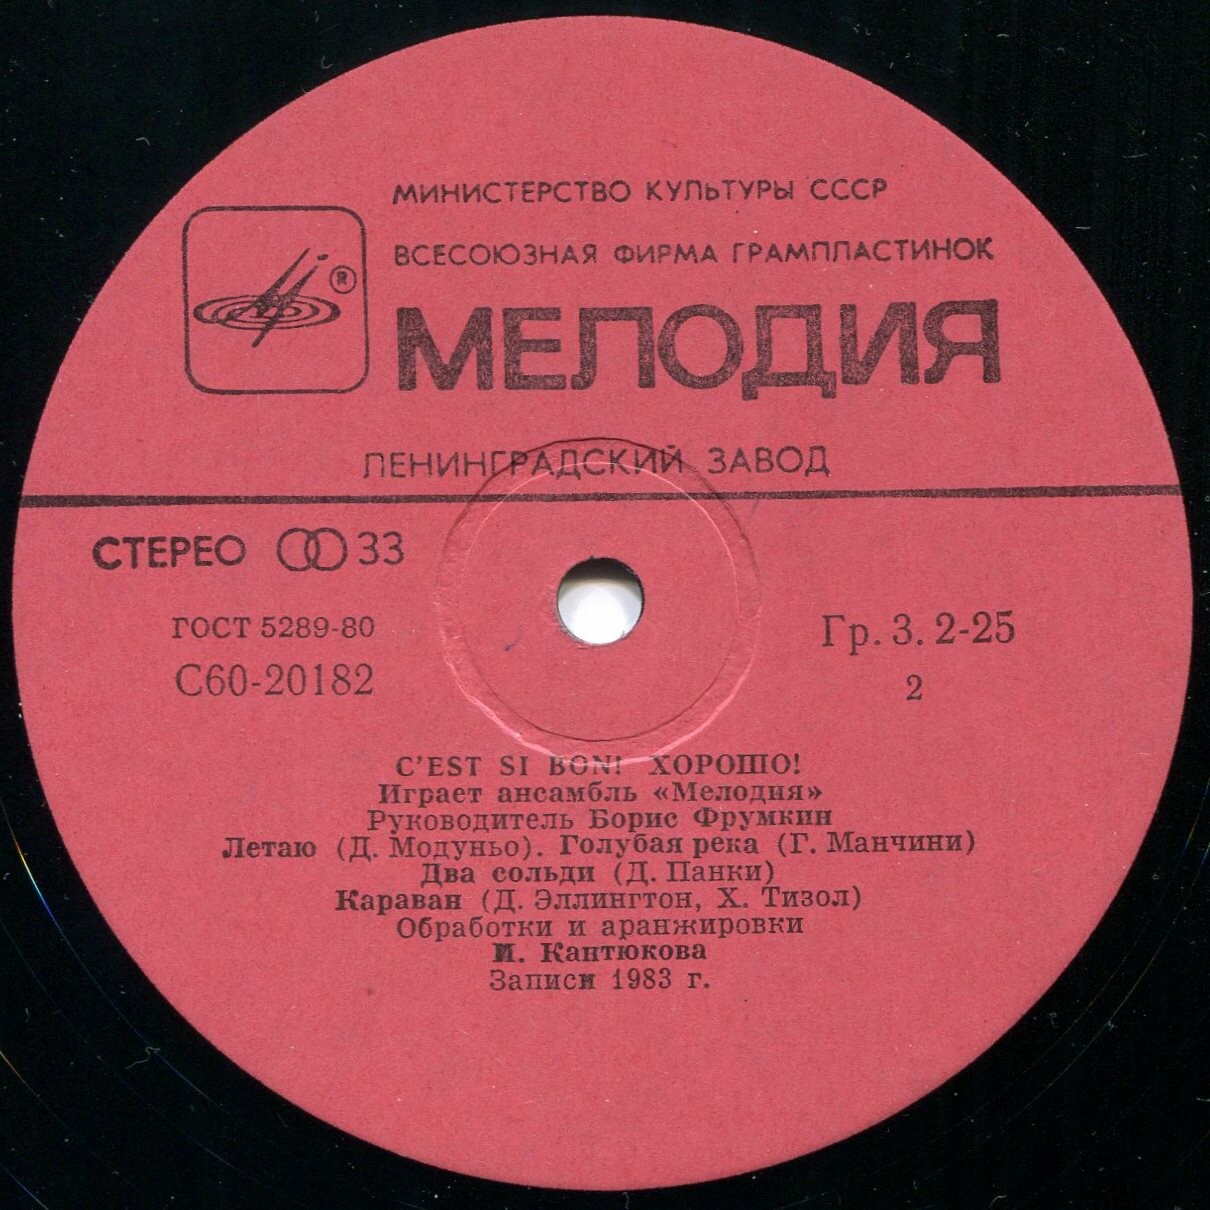 МИНИСТЕРСТВО КУЛЬТУРЫ СССР
ВСЕСОЮЗНАЯ ФИРМА ГРАМПЛАСТИНОК
®
МЕЛОДИЯ
ЛЕНИНГРАДСКИЙ ЗАВОД
СТЕРЕО 33
ГОСТ 5289-80
С60-20182
Гр. 3. 2-25
2
C'EST SI BON! ХОРОШО!
Играет ансамбль «Мелодия»
Руководитель Борис Фрумкин
Летаю (Д. Модуньо). Голубая река (Г. Манчини)
Два сольди (Д. Панки)
Караван (Д. Эллингтон, Х. Тизол)
Обработки и аранжировки
И. Кантюкова
Записи 1983 г.